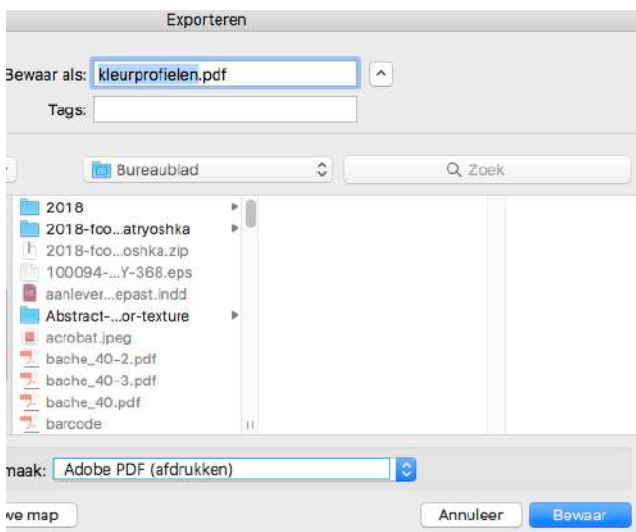 Exporteren
Bewaar als: kleurprofielen.pdf
Tags:
Bureaublad
Zoek
2018
2018-foo...atryoshka
2018-foo...oshka.zip
100094-...Y-368.eps
aanlever...epast.indd
Abstract-...or-texture
acrobat.jpeg
bache_40-2.pdf
bache_40-3.pdf
bache_40.pdf
barcode
maak: Adobe PDF (afdrukken)
we map
Annuleer
Bewaar